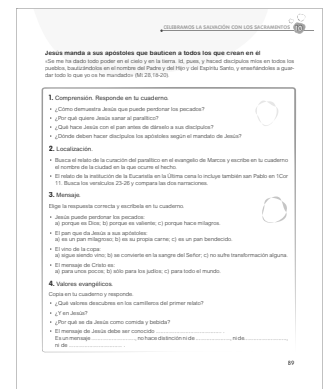 CELEBRAMOS LA SALVACIÓN CON LOS SACRAMENTOS
Jesús manda a sus apóstoles que bauticen a todos los que crean en él
«Se me ha dado todo poder en el cielo y en la tierra. Id, pues, y haced discípulos míos en todos los
pueblos, bautizándolos en el nombre del Padre y del Hijo y del Espíritu Santo, y enseñándoles a guar-
dar todo lo que yo os he mandado» (Mt 28,18-20).
1. Comprensión. Responde en tu cuaderno.
• ¿Cómo demuestra Jesús que puede perdonar los pecados?
• ¿Por qué quiere Jesús sanar al paralítico?
• ¿Qué hace Jesús con el pan antes de dárselo a sus discípulos?
• ¿Dónde deben hacer discípulos los apóstoles según el mandato de Jesús?
2. Localización.
• Busca el relato de la curación del paralítico en el evangelio de Marcos y escribe en tu cuaderno
el nombre de la ciudad en la que ocurre el hecho.
• El relato de la institución de la Eucaristía en la Última cena lo incluye también san Pablo en 1Cor
11. Busca los versículos 23-26 y compara las dos narraciones.
3. Mensaje.
Elige la respuesta correcta y escríbela en tu cuaderno.
• Jesús puede perdonar los pecados:
a) porque es Dios; b) porque es valiente; c) porque hace milagros.
• El pan que da Jesús a sus apóstoles:
a) es un pan milagroso; b) es su propia carne; c) es un pan bendecido.
• El vino de la copa:
a) sigue siendo vino; b) se convierte en la sangre del Señor; c) no sufre transformación alguna.
• El mensaje de Cristo es:
a) para unos pocos; b) sólo para los judíos; c) para todo el mundo.
4. Valores evangélicos.
Copia en tu cuaderno y responde.
• ¿Qué valores descubres en los camilleros del primer relato?
• ¿Y en Jesús?
• ¿Por qué se da Jesús como comida y bebida?
• El mensaje de Jesús debe ser conocido
Es un mensaje , no hace distinción ni de , ni de ,
ni de .
89